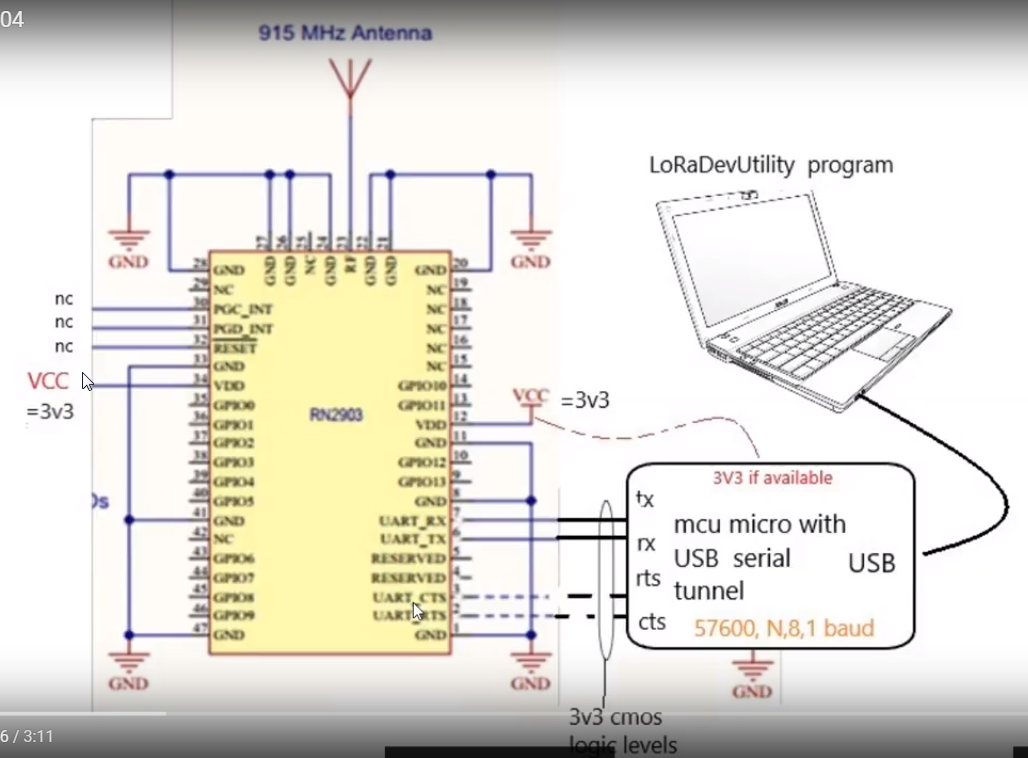 04
915 MHz Antenna
LoRaDevUtility program
GND
GND
27
26
25
24
23
22
21
GND
GND
NC
GND
RF
GND
GND
28 GND
29 NC
30 PGC_INT
31 PGD_INT
32 RESET
33 GND
34 VDD
35 GPIO0
36 GPIO1
37 GPIO2
38 GPIO3
39 GPIO4
40 GPIO5
41 GND
42 NC
43 GPIO6
44 GPIO7
45 GPIO8
46 GPIO9
47 GND
nc
nc
nc
VCC
=3v3
RN2903
GND 20
NC 19
NC 18
NC 17
NC 16
NC 15
GPIO10 14
GPIO11 13
VDD 12
GND 11
GPIO12 10
GPIO13 9
GND 8
UART_RX 7
UART_TX 6
RESERVED 5
RESERVED 4
UART_CTS 3
UART_RTS 2
GND 1
VCC =3v3
3V3 if available
tx
rx
rts
cts
mcu micro with
USB serial
tunnel
USB
57600, N,8,1 baud
GND
GND
GND
3v3 cmos
logic levels
6 / 3:11